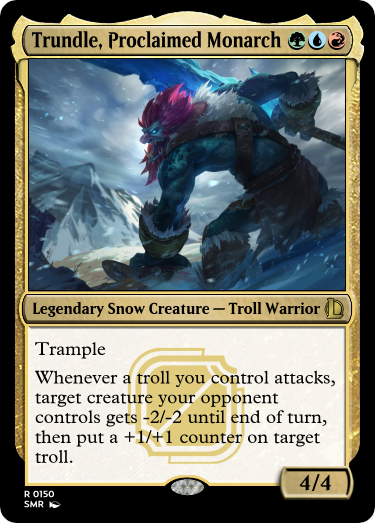 Trundle, Proclaimed Monarch
Legendary Snow Creature — Troll Warrior
Trample
Whenever a troll you control attacks,
target creature your opponent
controls gets -2/-2 until end of turn,
then put a +1/+1 counter on target
troll.
4/4
R 0150
SMR